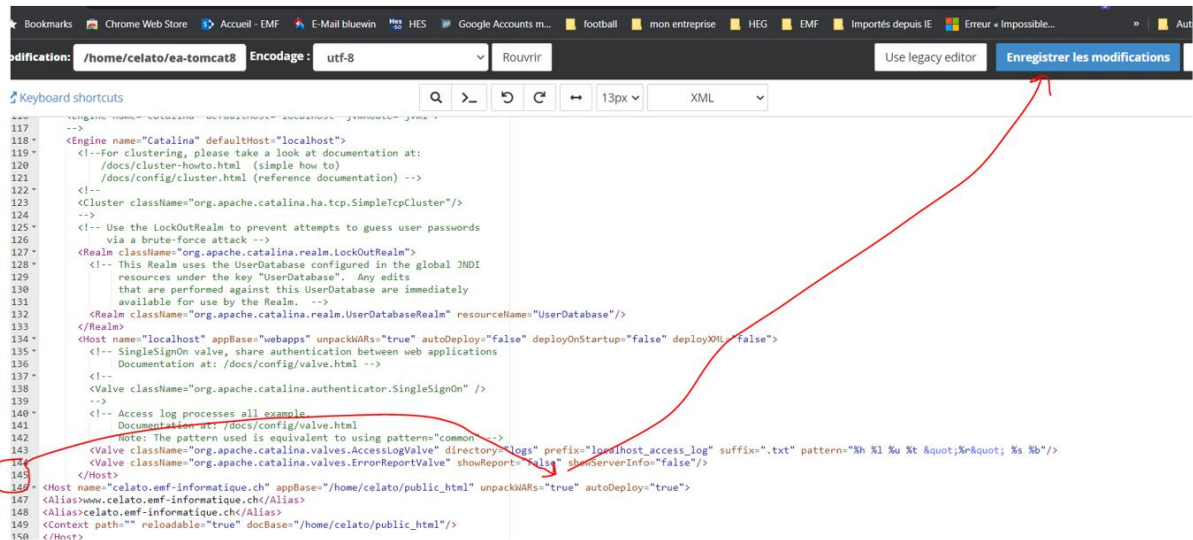 Bookmarks Chrome Web Store Accueil - EMF E-Mail bluewin HES Google Accounts m... football mon entreprise HEG EMF Importés depuis IE Erreur « Impossible... » Aut
odification: /home/celato/ea-tomcat8 Encodage : utf-8 Rouvrir Use legacy editor Enregistrer les modifications
Keyboard shortcuts 13px XML
116 <Engine name="Catalina" defaultHost="localhost" jvmRoute="jvm1">
117 -->
118 <Engine name="Catalina" defaultHost="localhost">
119 <!--For clustering, please take a look at documentation at:
120 /docs/cluster-howto.html (simple how to)
121 /docs/config/cluster.html (reference documentation) -->
122 <!--
123 <Cluster className="org.apache.catalina.ha.tcp.SimpleTcpCluster"/>
124 -->
125 <!-- Use the LockOutRealm to prevent attempts to guess user passwords
126 via a brute-force attack -->
127 <Realm className="org.apache.catalina.realm.LockOutRealm">
128 <!-- This Realm uses the UserDatabase configured in the global JNDI
129 resources under the key "UserDatabase". Any edits
130 that are performed against this UserDatabase are immediately
131 available for use by the Realm. -->
132 <Realm className="org.apache.catalina.realm.UserDatabaseRealm" resourceName="UserDatabase"/>
133 </Realm>
134 <Host name="localhost" appBase="webapps" unpackWARs="true" autoDeploy="false" deployOnStartup="false" deployXML="false">
135 <!-- SingleSignOn valve, share authentication between web applications
136 Documentation at: /docs/config/valve.html -->
137 <!--
138 <Valve className="org.apache.catalina.authenticator.SingleSignOn" />
139 -->
140 <!-- Access log processes all example.
141 Documentation at: /docs/config/valve.html
142 Note: The pattern used is equivalent to using pattern="common" -->
143 <Valve className="org.apache.catalina.valves.AccessLogValve" directory="logs" prefix="localhost_access_log" suffix=".txt" pattern="%h %l %u %t &quot;%r&quot; %s %b"/>
144 <Valve className="org.apache.catalina.valves.ErrorReportValve" showReport="false" showServerInfo="false"/>
145 </Host>
146 <Host name="celato.emf-informatique.ch" appBase="/home/celato/public_html" unpackWARs="true" autoDeploy="true">
147 <Alias>www.celato.emf-informatique.ch</Alias>
148 <Alias>celato.emf-informatique.ch</Alias>
149 <Context path="" reloadable="true" docBase="/home/celato/public_html"/>
150 </Host>